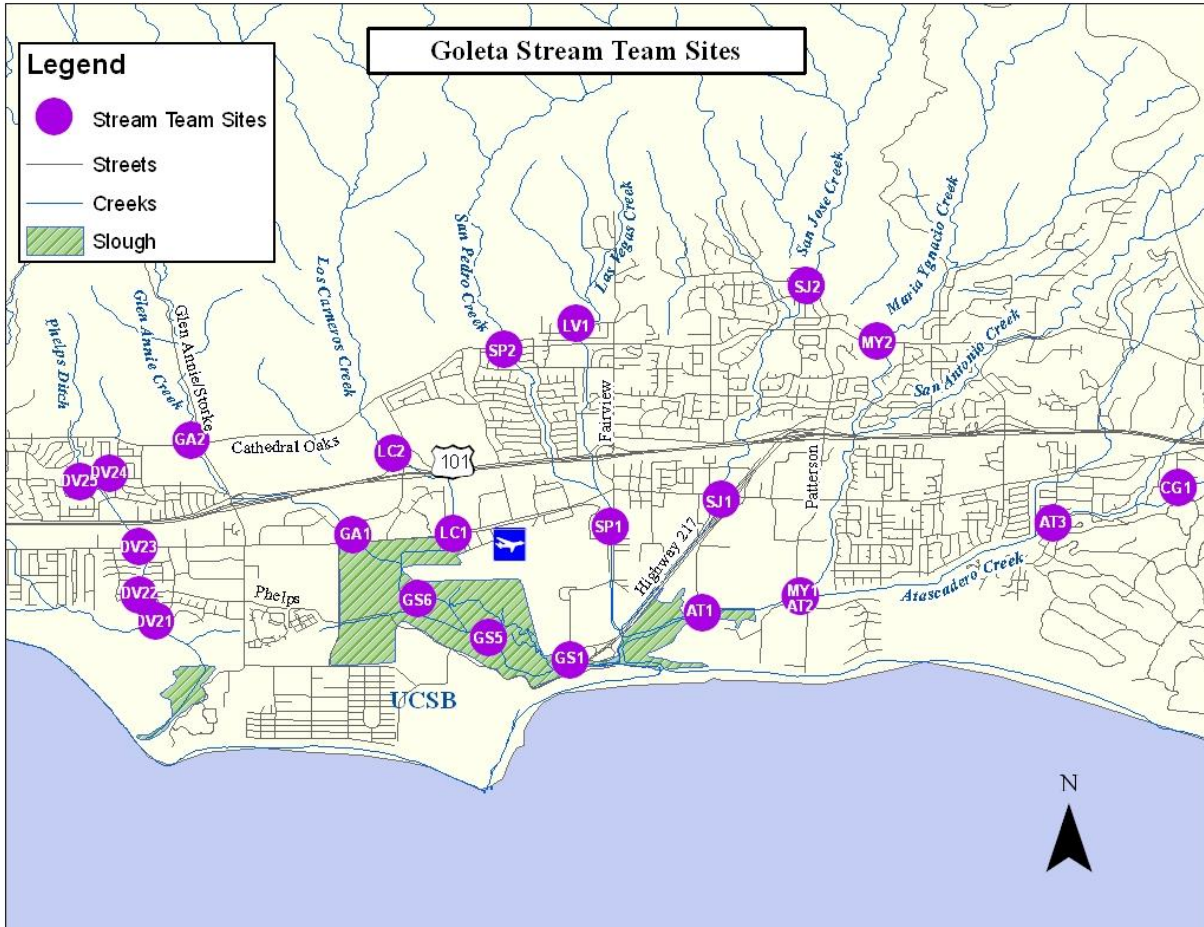 Goleta Stream Team Sites
Legend
Stream Team Sites
Streets
Creeks
Slough
San Jose Creek
Maria Ygnacio Creek
Las Vegas Creek
San Pedro Creek
Los Carneros Creek
Glen Annie/Storke
Glen Annie Creek
Phelps Ditch
San Antonio Creek
SJ2
LV1
MY2
SP2
Fairview
GA2
Cathedral Oaks
LC2
101
Patterson
DV24
DV25
CG1
SJ1
AT3
SP1
LC1
GA1
DV23
Highway 217
Atascadero Creek
DV22
Phelps
GS6
MY1
AT2
AT1
DV21
GS5
GS1
UCSB
N